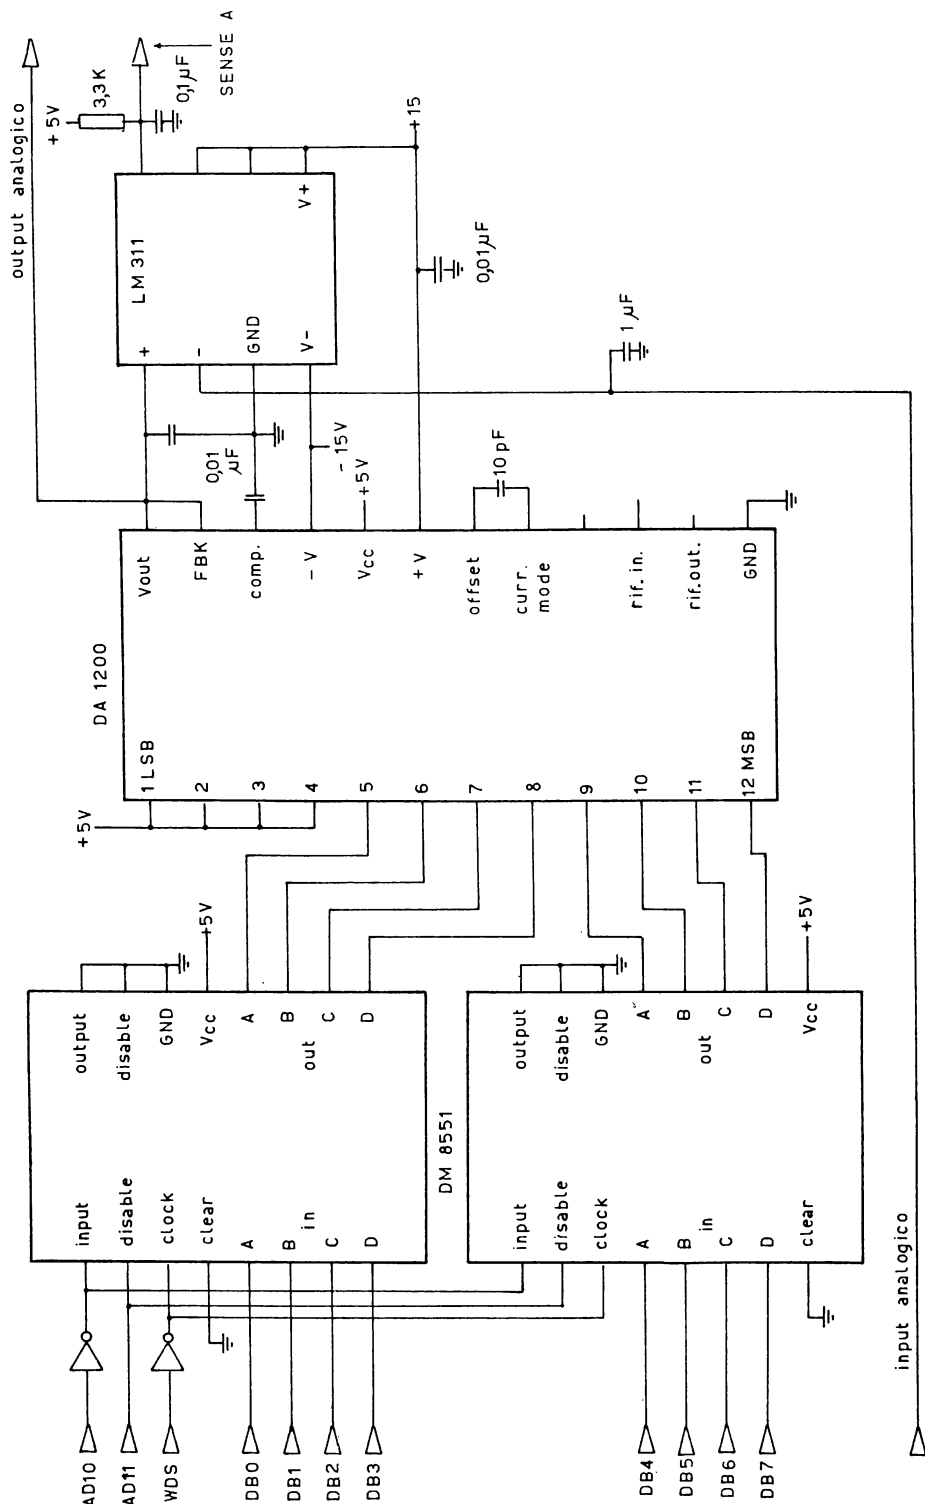 AD10
AD11
WDS
DB0
DB1
DB2
DB3
input
disable
clock
clear
A
B
in
C
D
output
disable
GND
Vcc
A
B
out
C
D
+5V
DM 8551
DB4
DB5
DB6
DB7
input
disable
clock
A
B
in
C
D
clear
output
disable
GND
A
B
out
C
D
Vcc
+5V
DA 1200
+5V
1 LSB
2
3
4
5
6
7
8
9
10
11
12 MSB
Vout
FBK
comp.
- V
Vcc
+ V
offset
curr.
mode
rif. in.
rif. out.
GND
0,01
µF
- 15V
+5V
10 pF
LM 311
+
-
GND
V-
V+
+5V
3,3K
0,1µF
SENSE A
output analogico
+15
0,01µF
1 µF
input analogico